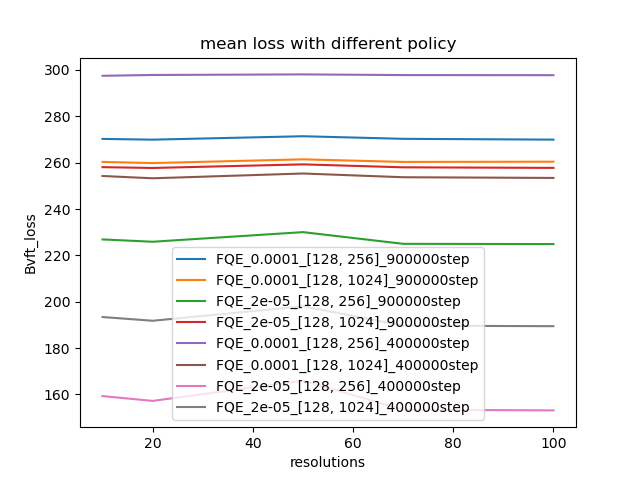 mean loss with different policy
300
280
260
240
220
200
180
160
Bvft_loss
FQE_0.0001_[128, 256]_900000step
FQE_0.0001_[128, 1024]_900000step
FQE_2e-05_[128, 256]_900000step
FQE_2e-05_[128, 1024]_900000step
FQE_0.0001_[128, 256]_400000step
FQE_0.0001_[128, 1024]_400000step
FQE_2e-05_[128, 256]_400000step
FQE_2e-05_[128, 1024]_400000step
20 40 60 80 100
resolutions